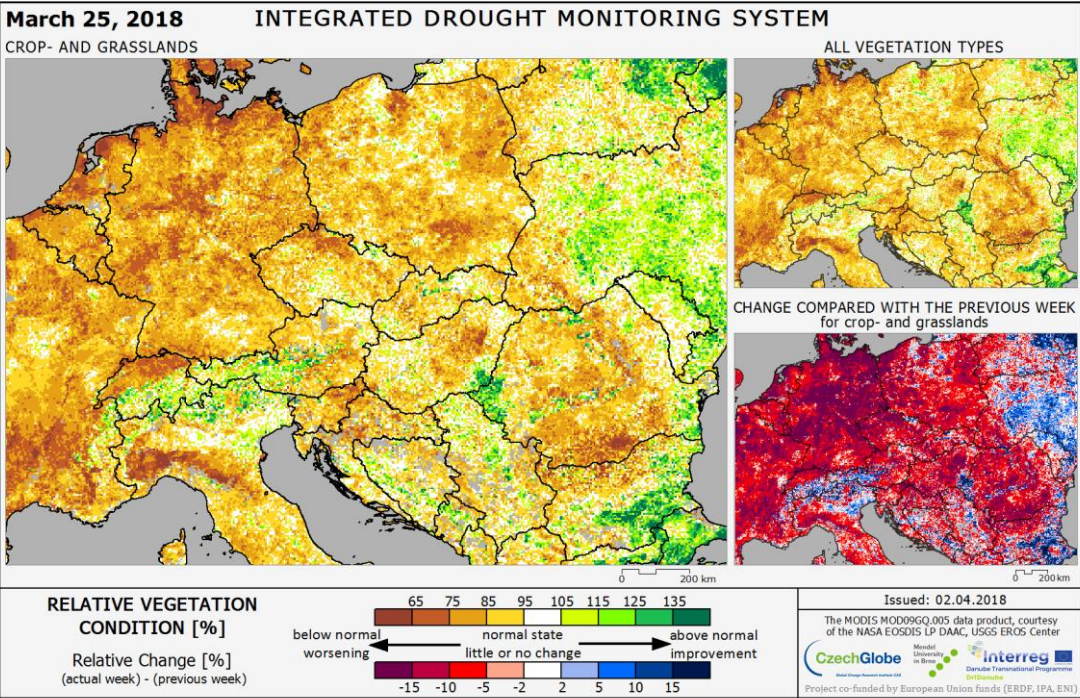 March 25, 2018
INTEGRATED DROUGHT MONITORING SYSTEM
CROP- AND GRASSLANDS
ALL VEGETATION TYPES
CHANGE COMPARED WITH THE PREVIOUS WEEK
for crop- and grasslands
0 200 km
0 200 km
RELATIVE VEGETATION
CONDITION [%]
Relative Change [%]
(actual week) - (previous week)
65 75 85 95 105 115 125 135
below normal normal state above normal
worsening little or no change improvement
-15 -10 -5 -2 2 5 10 15
Issued: 02.04.2018
The MODIS MOD09GQ.005 data product, courtesy
of the NASA EOSDIS LP DAAC, USGS EROS Center
CzechGlobe
Global Change Research Institute CAS
Mendel
University
in Brno
Interreg
Danube Transnational Programme
DriDanube
Project co-funded by European Union funds (ERDF, IPA, ENI)